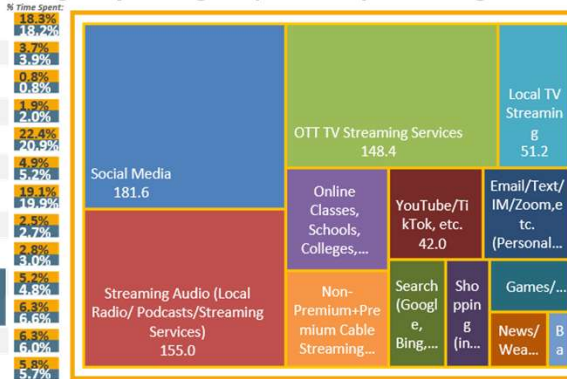 % Time Spent:
18.3%
18.2%
3.7%
3.9%
0.8%
0.8%
1.9%
2.0%
22.4%
20.9%
4.9%
5.2%
19.1%
19.9%
2.5%
2.7%
2.8%
3.0%
5.2%
4.8%
6.3%
6.6%
6.3%
6.0%
5.8%
5.7%
Social Media
181.6
Streaming Audio (Local
Radio/ Podcasts/Streaming
Services)
155.0
OTT TV Streaming Services
148.4
Local TV
Streamin
g
51.2
Online
Classes,
Schools,
Colleges,...
YouTube/Ti
kTok, etc.
42.0
Email/Text/
IM/Zoom,e
tc.
(Personal...
Non-
Premium+Pre
mium Cable
Streaming...
Search
(Googl
e,
Bing,...
Sho
ppin
g
(in...
Games/...
News/
Wea...
Ba